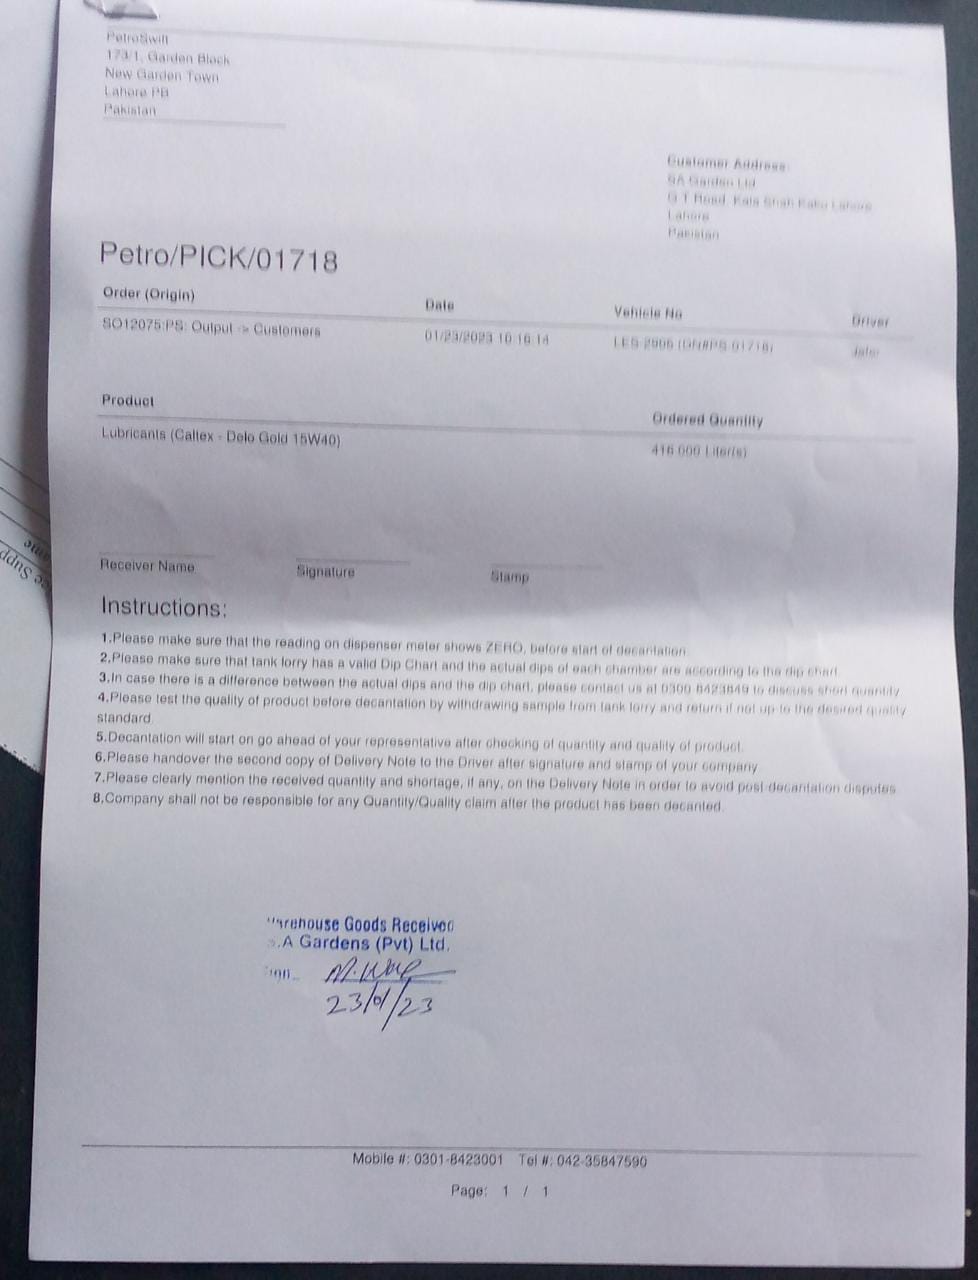 PetroSwift
173/1, Garden Block
New Garden Town
Lahore PB
Pakistan
Customer Address:
SA Garden Ltd
G T Road, Kala Shah Kaku Lahore
Lahore
Pakistan
Petro/PICK/01718
Order (Origin) Date Vehicle No Driver
SO12075:PS: Output -> Customers 01/23/2023 10:16:14 LES 2906 (DN#PS-01718) Jafar
Product Ordered Quantity
Lubricants (Caltex - Delo Gold 15W40) 416.000 Liter(s)
Receiver Name Signature Stamp
Instructions:
1.Please make sure that the reading on dispenser meter shows ZERO, before start of decantation.
2.Please make sure that tank lorry has a valid Dip Chart and the actual dips of each chamber are according to the dip chart.
3.In case there is a difference between the actual dips and the dip chart, please contact us at 0300 8423849 to discuss short quantity
4.Please test the quality of product before decantation by withdrawing sample from tank lorry and return if not up to the desired quality
standard.
5.Decantation will start on go ahead of your representative after checking of quantity and quality of product.
6.Please handover the second copy of Delivery Note to the Driver after signature and stamp of your company
7.Please clearly mention the received quantity and shortage, if any, on the Delivery Note in order to avoid post decantation disputes
8.Company shall not be responsible for any Quantity/Quality claim after the product has been decanted.
Warehouse Goods Received
S.A Gardens (Pvt) Ltd.
Sign.
23/01/23
Mobile #: 0301-8423001 Tel #: 042-35847590
Page: 1 / 1